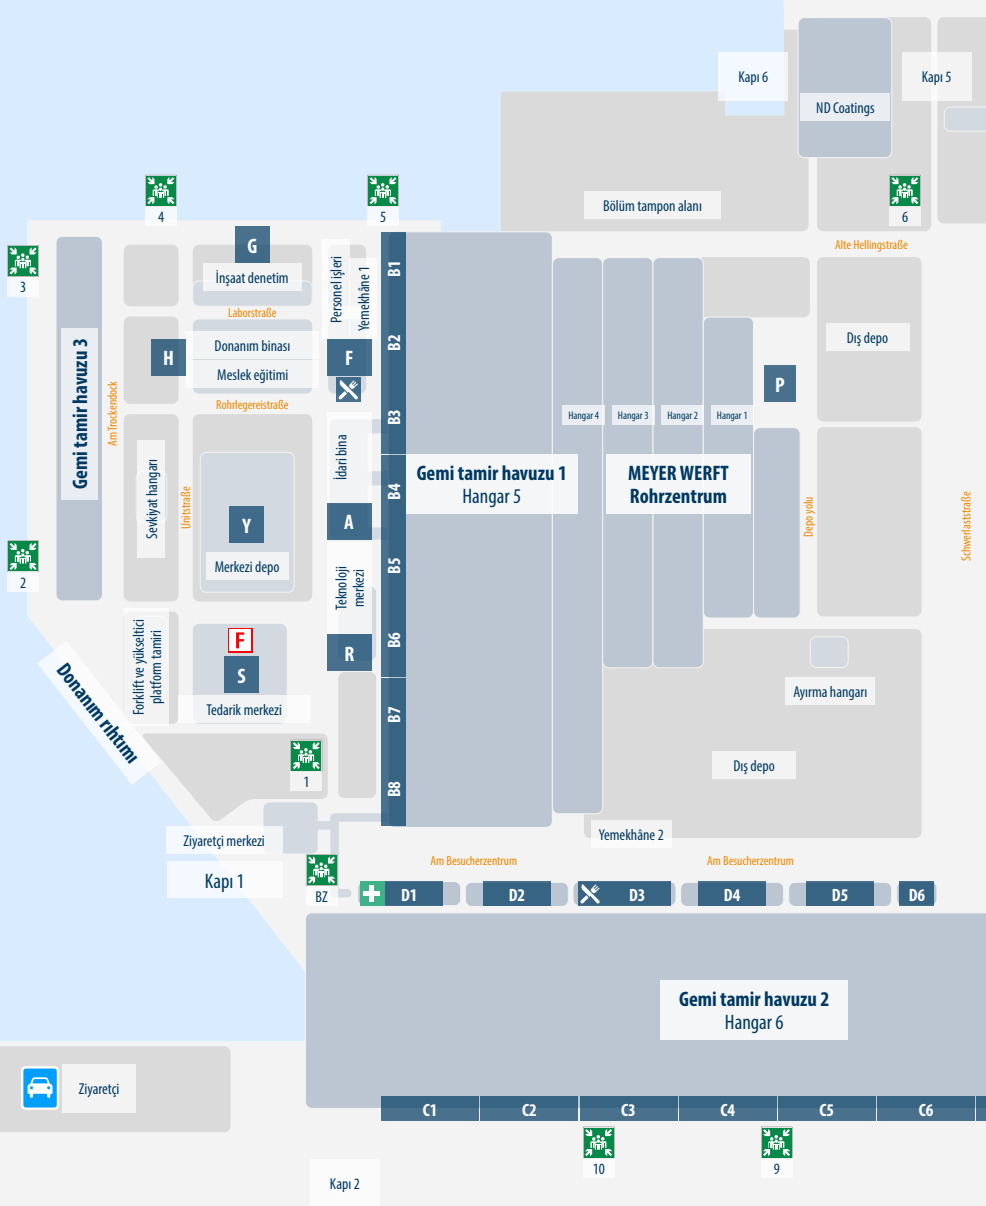 Kapı 6
Kapı 5
ND Coatings
Bölüm tampon alanı
4
5
6
3
Alte Hellingstraße
G
İnşaat denetim
Laborstraße
Personel işleri
Yemekhâne 1
B1
B2
B3
B4
B5
B6
B7
B8
Gemi tamir havuzu 3
Am Trockendock
H
Donanım binası
Meslek eğitimi
F
Rohrlegereistraße
Dış depo
P
Hangar 4
Hangar 3
Hangar 2
Hangar 1
Gemi tamir havuzu 1
Hangar 5
MEYER WERFT
Rohrzentrum
İdari bina
A
Sevkiyat hangarı
Unitstraße
Y
Merkezi depo
Teknoloji
merkezi
R
Depo yolu
Schwerlaststraße
2
Forklift ve yükseltici
platform tamiri
F
S
Tedarik merkezi
Donanım rıhtımı
Ayırma hangarı
Dış depo
1
Ziyaretçi merkezi
Kapı 1
Yemekhâne 2
Am Besucherzentrum
Am Besucherzentrum
BZ
D1
D2
D3
D4
D5
D6
Gemi tamir havuzu 2
Hangar 6
Ziyaretçi
C1
C2
C3
C4
C5
C6
10
9
Kapı 2